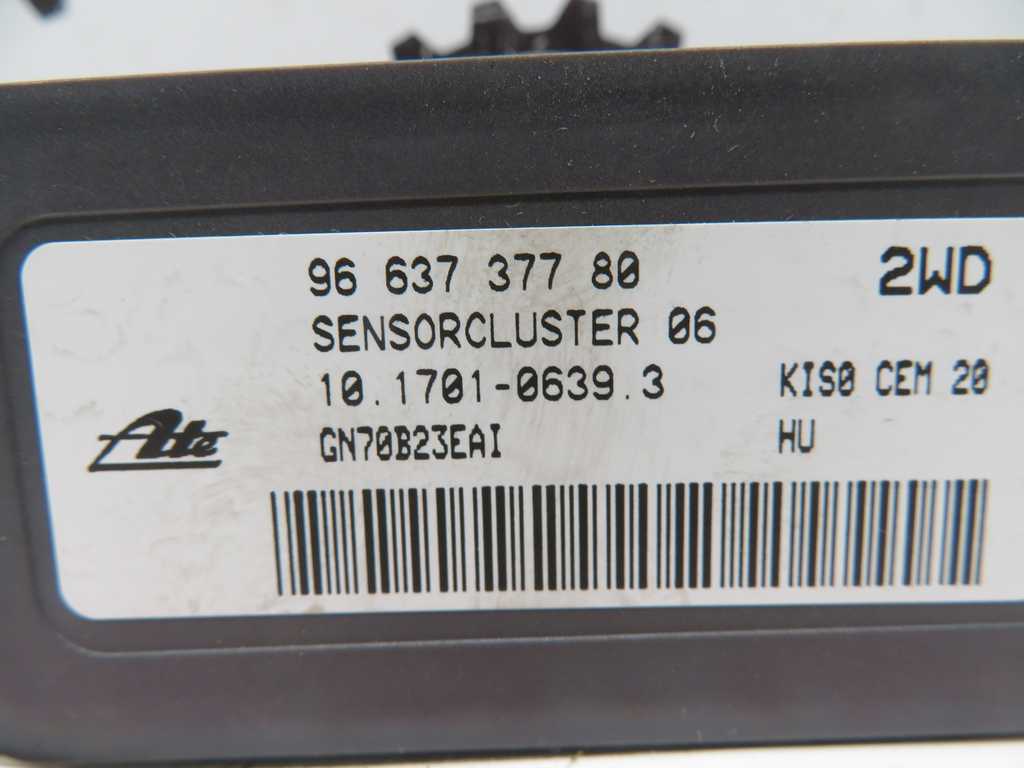 96 637 377 80
2WD
SENSORCLUSTER 06
10.1701-0639.3
KIS0 CEM 20
Ate
GN70B23EAI
HU